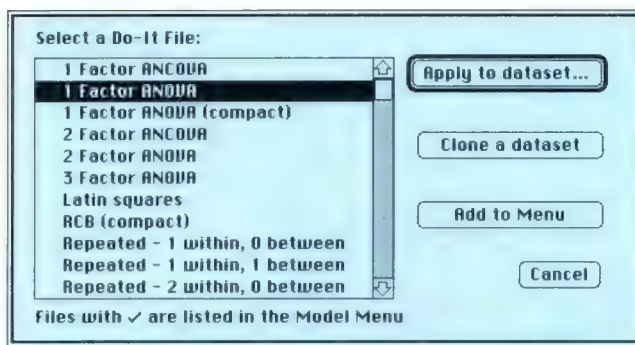 Select a Do-It File:
1 Factor ANCOVA
1 Factor ANOVA
1 Factor ANOVA (compact)
2 Factor ANCOVA
2 Factor ANOVA
3 Factor ANOVA
Latin squares
RCB (compact)
Repeated - 1 within, 0 between
Repeated - 1 within, 1 between
Repeated - 2 within, 0 between
Files with ✓ are listed in the Model Menu
Apply to dataset...
Clone a dataset
Add to Menu
Cancel